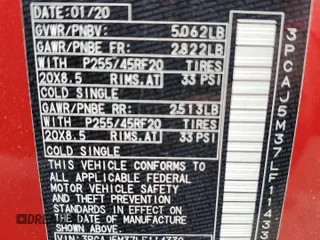 DATE: 01/20
GVWR/PNBV: 5062LB
GAWR/PNBE FR: 2822LB
WITH P255/45RF20 TIRES
20X8.5 RIMS.AT 33 PSI
COLD SINGLE
GAWR/PNBE RR: 2513LB
WITH P255/45RF20 TIRES
20X8.5 RIMS.AT 33 PSI
COLD SINGLE
THIS VEHICLE CONFORMS TO
ALL APPLICABLE FEDERAL
MOTOR VEHICLE SAFETY
AND THEFT PREVENTION
STANDARDS IN EFFECT ON
THE DATE OF MANUFACTURE
SHOWN ABOVE.
VIN: 3PCAJ5M37LF114330